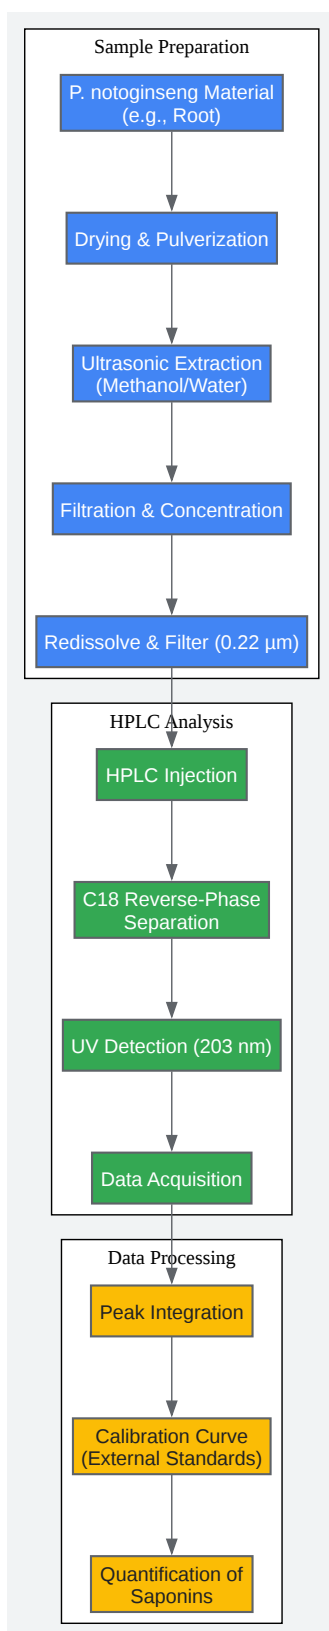 Sample Preparation
P. notoginseng Material
(e.g., Root)
Drying & Pulverization
Ultrasonic Extraction
(Methanol/Water)
Filtration & Concentration
Redissolve & Filter (0.22 µm)
HPLC Analysis
HPLC Injection
C18 Reverse-Phase
Separation
UV Detection (203 nm)
Data Acquisition
Data Processing
Peak Integration
Calibration Curve
(External Standards)
Quantification of
Saponins